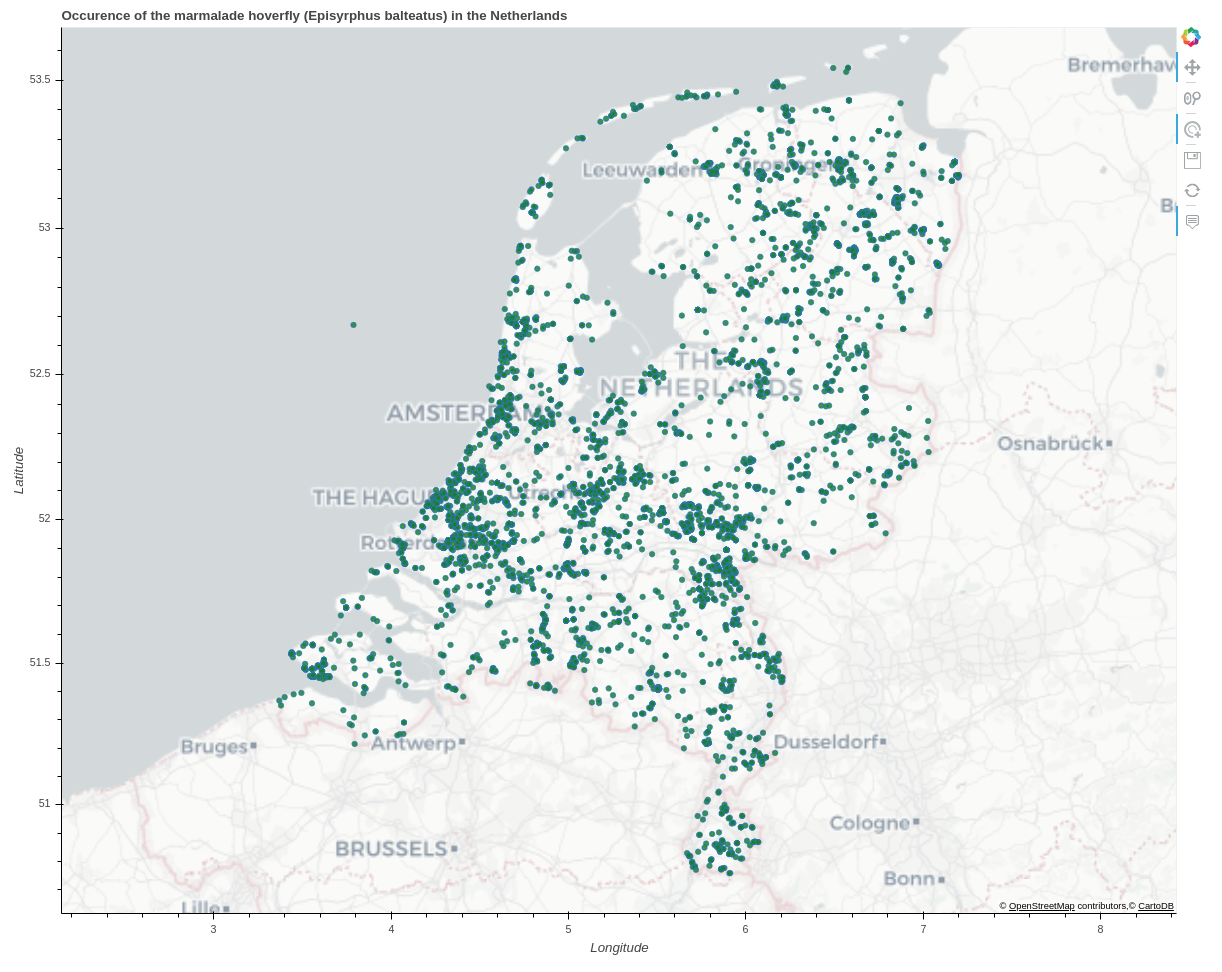 Occurence of the marmalade hoverfly (Episyrphus balteatus) in the Netherlands
53.5
53
52.5
52
51.5
51
Latitude
Bremerhav
Leeuwarden
Groningen
B
THE
NETHERLANDS
AMSTERDAM
Osnabrück
THE HAGUE
Utrecht
Rotterda
Bruges
Antwerp
Dusseldorf
Cologne
BRUSSELS
Bonn
Lille
© OpenStreetMap contributors,© CartoDB
3
4
5
6
7
8
Longitude